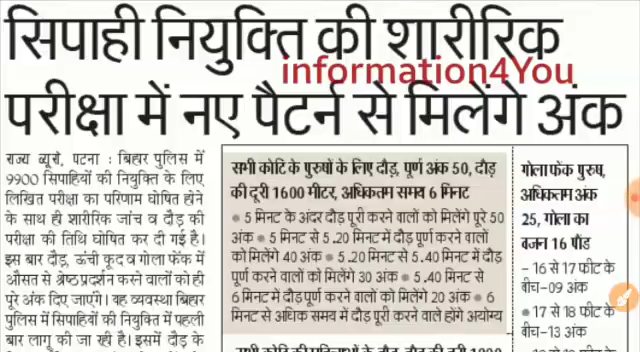 सिपाही नियुक्ति की शारीरिक
information4You
परीक्षा में नए पैटर्न से मिलेंगे अंक
राज्य ब्यूरो, पटना : बिहार पुलिस में
9900 सिपाहियों की नियुक्ति के लिए
लिखित परीक्षा का परिणाम घोषित होने
के साथ ही शारीरिक जांच व दौड़ की
परीक्षा की तिथि घोषित कर दी गई है।
इस बार दौड़, ऊंची कूद व गोला फेंक में
औसत से श्रेष्ठ प्रदर्शन करने वालों को ही
पूरे अंक दिए जाएंगे। यह व्यवस्था बिहार
पुलिस में सिपाहियों की नियुक्ति में पहली
बार लागू की जा रही है। इसमें दौड़ के
सभी कोटि के पुरुषों के लिए दौड़, पूर्ण अंक 50, दौड़
की दूरी 1600 मीटर, अधिकतम समय 6 मिनट
● 5 मिनट के अंदर दौड़ पूरी करने वालों को मिलेंगे पूरे 50
अंक ● 5 मिनट से 5.20 मिनट में दौड़ पूर्ण करने वालों
को मिलेंगे 40 अंक ● 5.20 मिनट से 5.40 मिनट में दौड़
पूर्ण करने वालों को मिलेंगे 30 अंक ● 5.40 मिनट से
6 मिनट में दौड़ पूर्ण करने वालों को मिलेंगे 20 अंक ● 6
मिनट से अधिक समय में दौड़ पूरी करने वाले होंगे अयोग्य
गोला फेंक पुरुष,
अधिकतम अंक
25, गोला का
वजन 16 पौंड
- 16 से 17 फीट के
बीच-09 अंक
● 17 से 18 फीट के
बीच-13 अंक